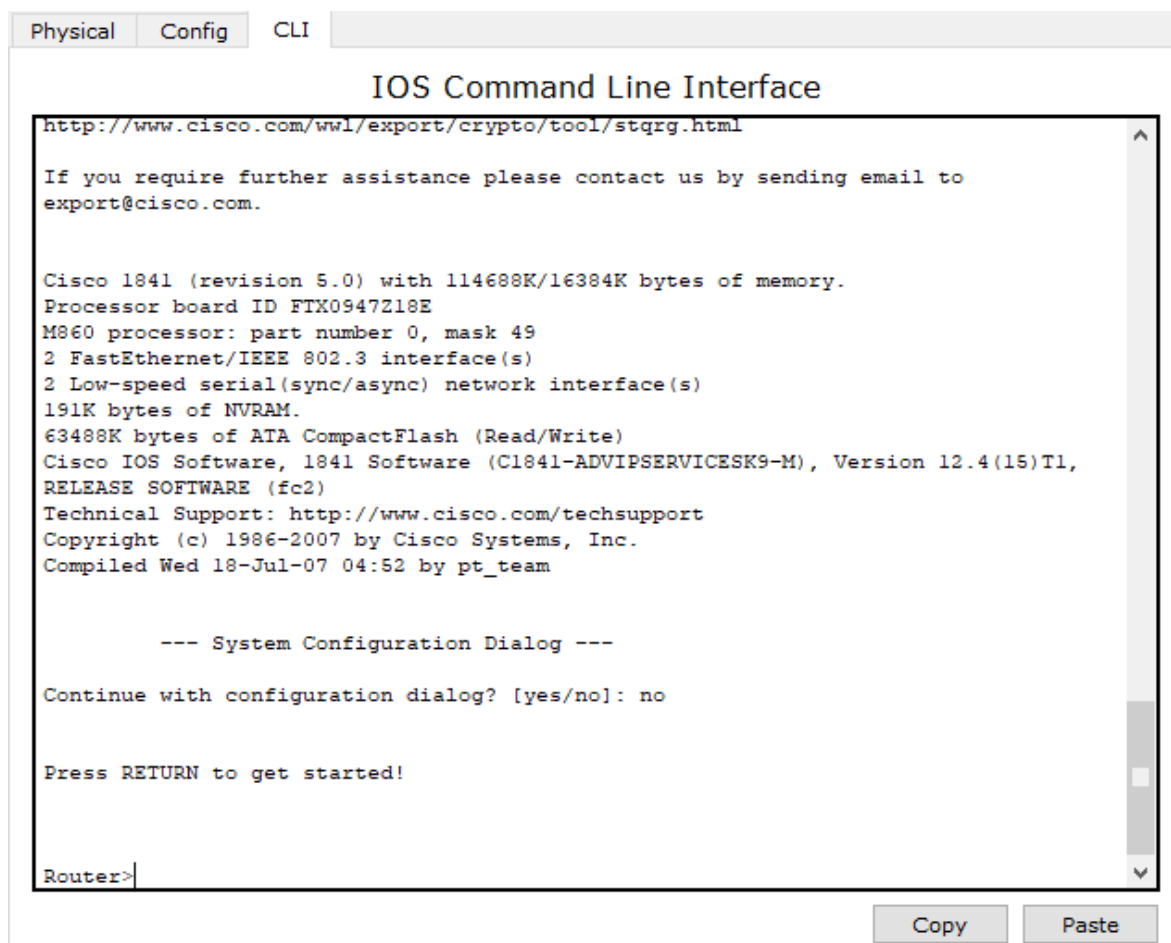 Physical Config CLI
IOS Command Line Interface
http://www.cisco.com/wwl/export/crypto/tool/stqrg.html
If you require further assistance please contact us by sending email to
export@cisco.com.
Cisco 1841 (revision 5.0) with 114688K/16384K bytes of memory.
Processor board ID FTX0947Z18E
M860 processor: part number 0, mask 49
2 FastEthernet/IEEE 802.3 interface(s)
2 Low-speed serial(sync/async) network interface(s)
191K bytes of NVRAM.
63488K bytes of ATA CompactFlash (Read/Write)
Cisco IOS Software, 1841 Software (C1841-ADVIPSERVICESK9-M), Version 12.4(15)T1,
RELEASE SOFTWARE (fc2)
Technical Support: http://www.cisco.com/techsupport
Copyright (c) 1986-2007 by Cisco Systems, Inc.
Compiled Wed 18-Jul-07 04:52 by pt_team
--- System Configuration Dialog ---
Continue with configuration dialog? [yes/no]: no
Press RETURN to get started!
Router>
Copy Paste